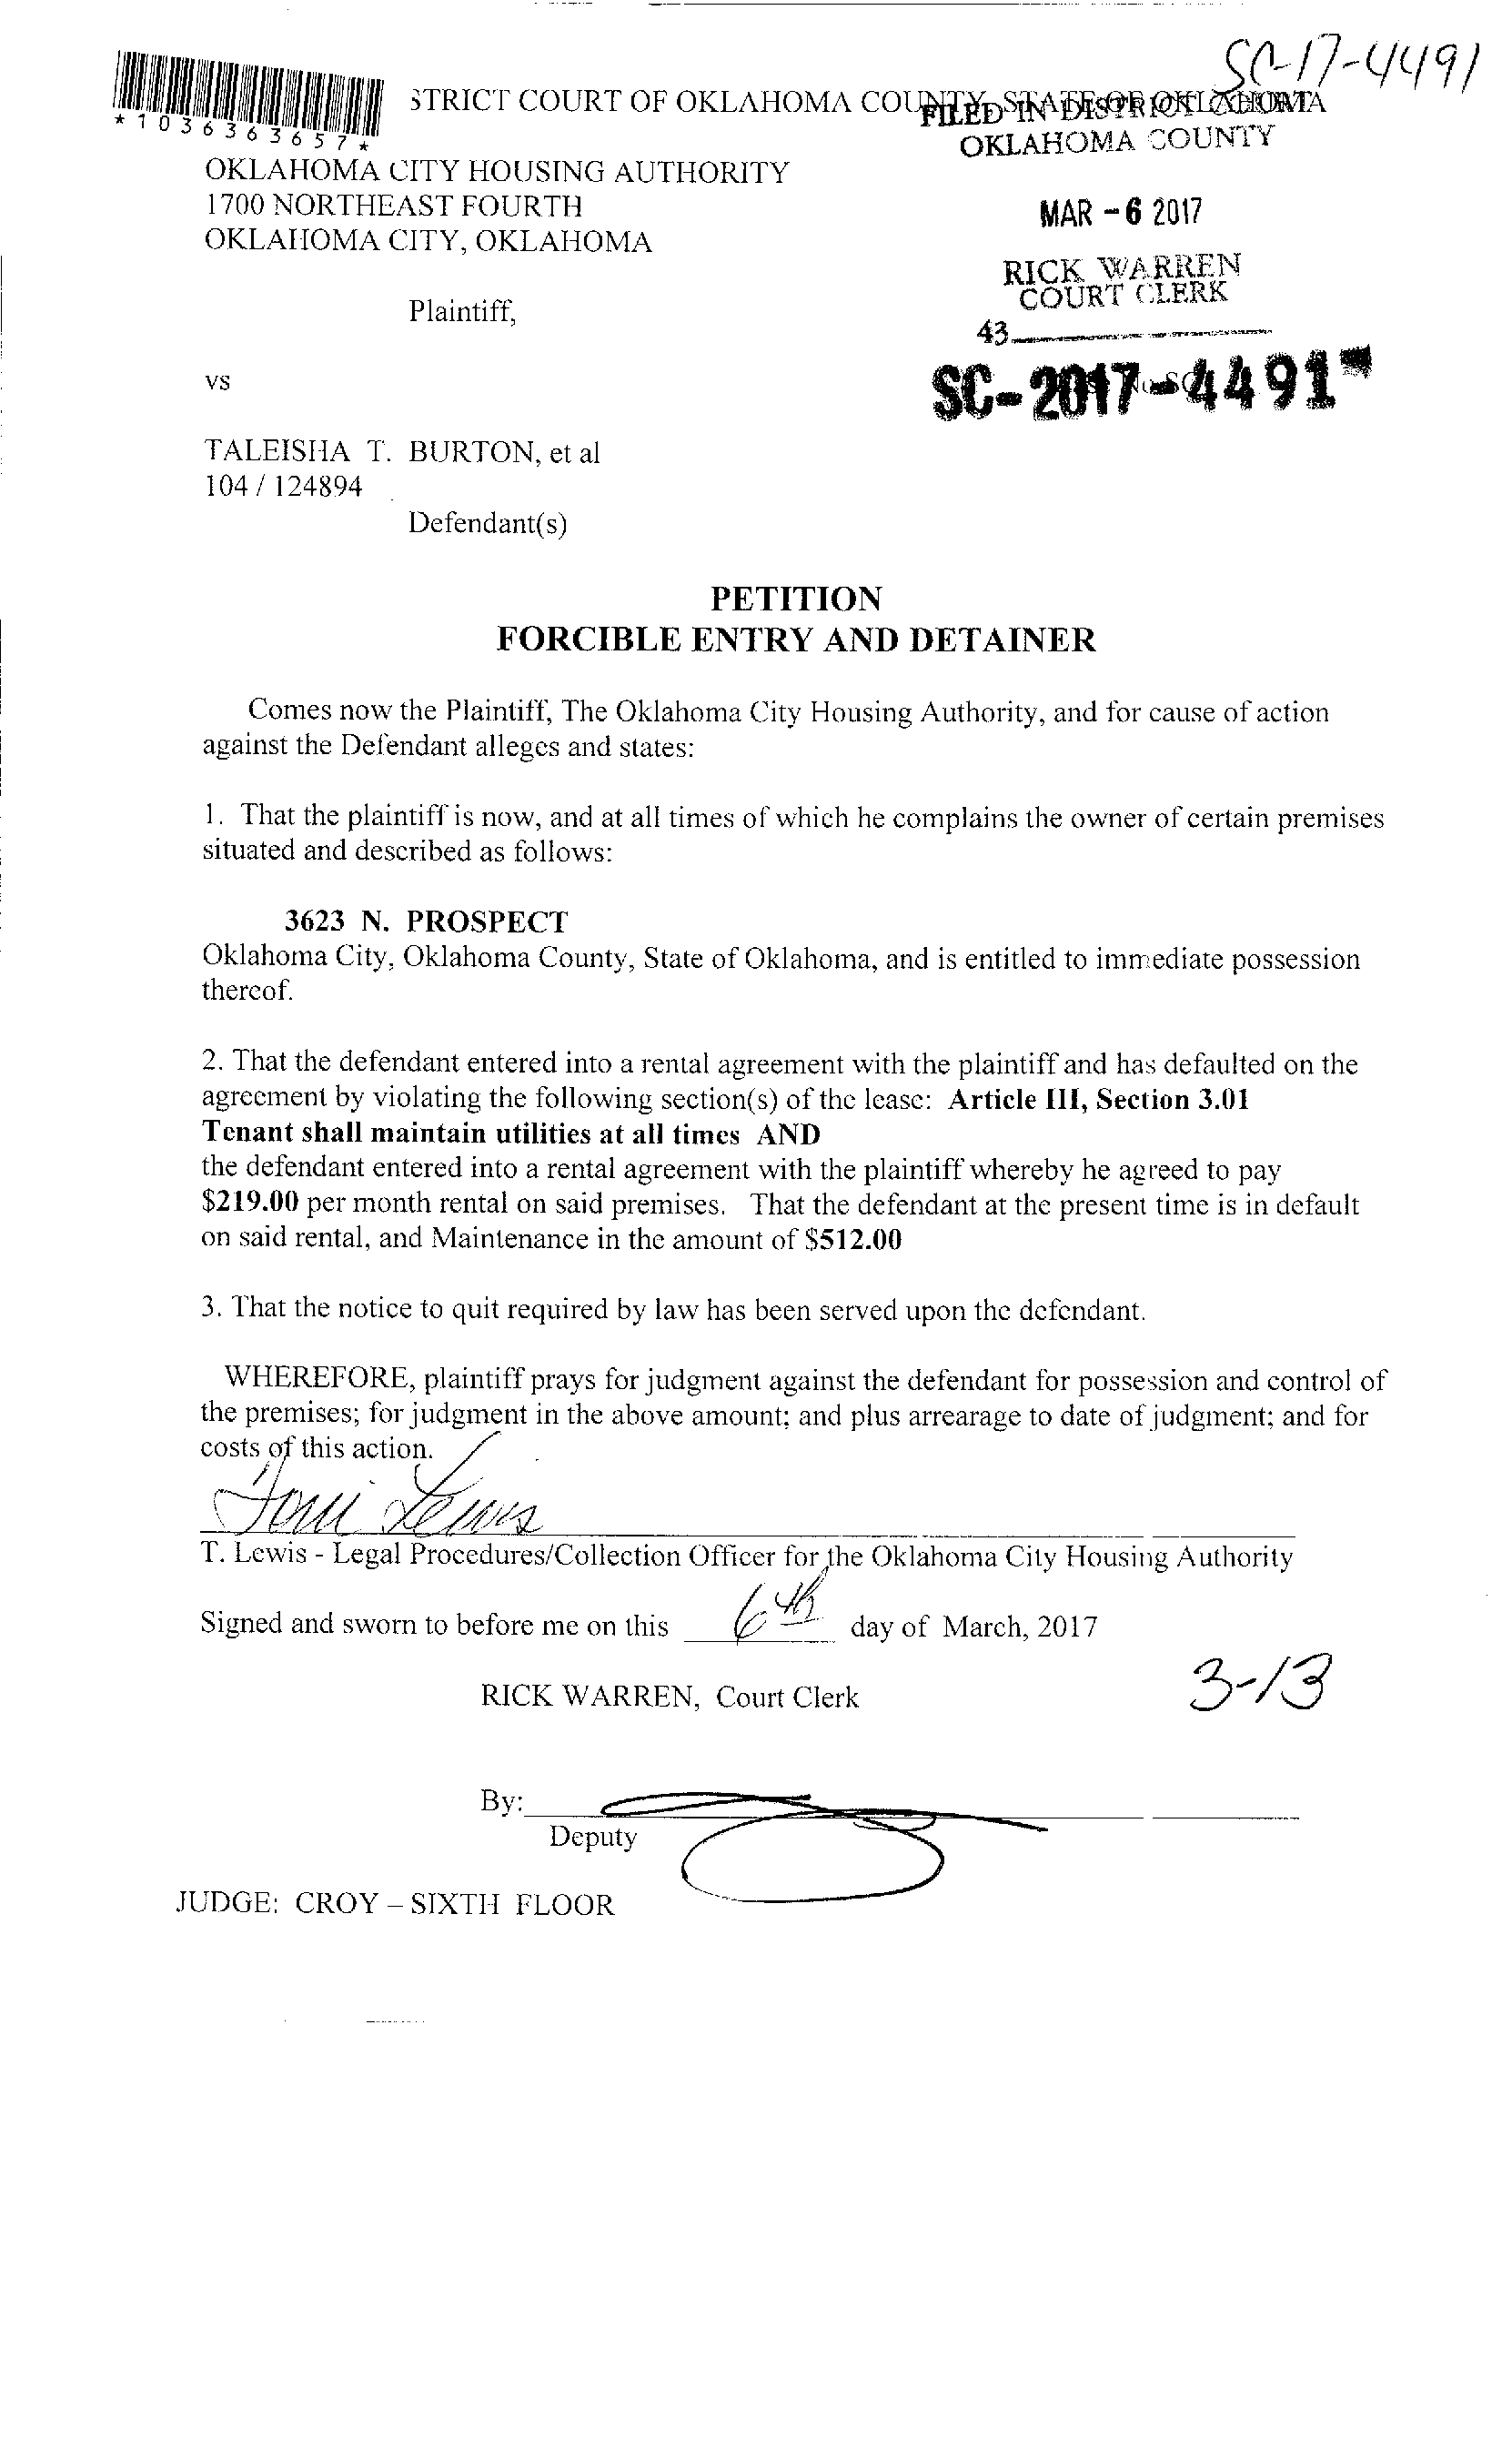 SC-17-4491
STRICT COURT OF OKLAHOMA COUNTY, STATE OF OKLAHOMA
FILED IN DISTRICT COURT
OKLAHOMA COUNTY
*1036363657*
OKLAHOMA CITY HOUSING AUTHORITY
1700 NORTHEAST FOURTH
OKLAHOMA CITY, OKLAHOMA
MAR -6 2017
RICK WARREN
COURT CLERK
Plaintiff,
43
vs
SC-2017-4491
TALEISHA T. BURTON, et al
104 / 124894
Defendant(s)
PETITION
FORCIBLE ENTRY AND DETAINER
Comes now the Plaintiff, The Oklahoma City Housing Authority, and for cause of action
against the Defendant alleges and states:
1. That the plaintiff is now, and at all times of which he complains the owner of certain premises
situated and described as follows:
3623 N. PROSPECT
Oklahoma City, Oklahoma County, State of Oklahoma, and is entitled to immediate possession
thereof.
2. That the defendant entered into a rental agreement with the plaintiff and has defaulted on the
agreement by violating the following section(s) of the lease: Article III, Section 3.01
Tenant shall maintain utilities at all times AND
the defendant entered into a rental agreement with the plaintiff whereby he agreed to pay
$219.00 per month rental on said premises. That the defendant at the present time is in default
on said rental, and Maintenance in the amount of $512.00
3. That the notice to quit required by law has been served upon the defendant.
WHEREFORE, plaintiff prays for judgment against the defendant for possession and control of
the premises; for judgment in the above amount; and plus arrearage to date of judgment; and for
costs of this action.
Toni Lewis
T. Lewis - Legal Procedures/Collection Officer for the Oklahoma City Housing Authority
Signed and sworn to before me on this 6th day of March, 2017
3-13
RICK WARREN, Court Clerk
By:
Deputy
JUDGE: CROY – SIXTH FLOOR